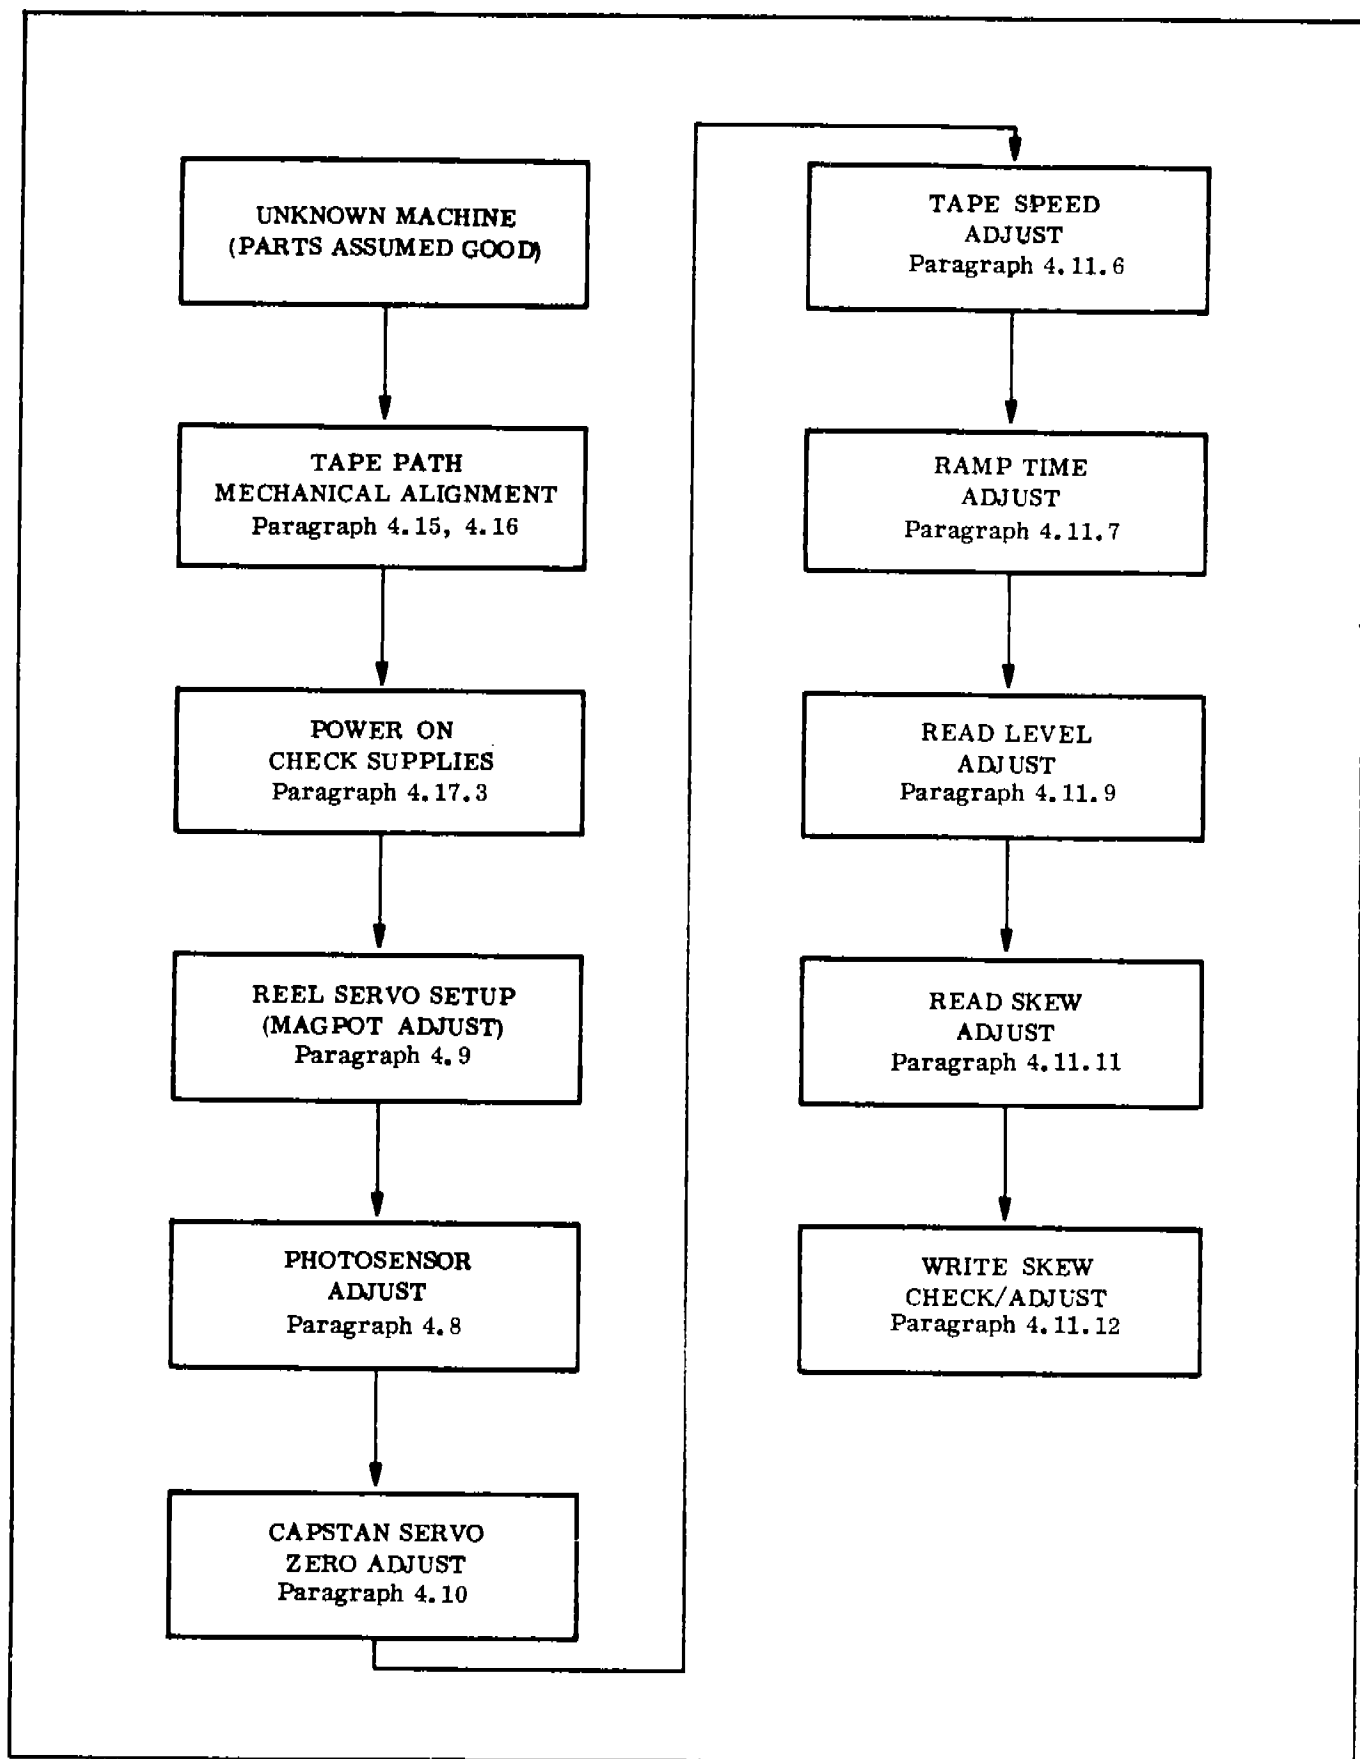 UNKNOWN MACHINE
(PARTS ASSUMED GOOD)
TAPE PATH
MECHANICAL ALIGNMENT
Paragraph 4.15, 4.16
POWER ON
CHECK SUPPLIES
Paragraph 4.17.3
REEL SERVO SETUP
(MAGPOT ADJUST)
Paragraph 4.9
PHOTOSENSOR
ADJUST
Paragraph 4.8
CAPSTAN SERVO
ZERO ADJUST
Paragraph 4.10
TAPE SPEED
ADJUST
Paragraph 4.11.6
RAMP TIME
ADJUST
Paragraph 4.11.7
READ LEVEL
ADJUST
Paragraph 4.11.9
READ SKEW
ADJUST
Paragraph 4.11.11
WRITE SKEW
CHECK/ADJUST
Paragraph 4.11.12